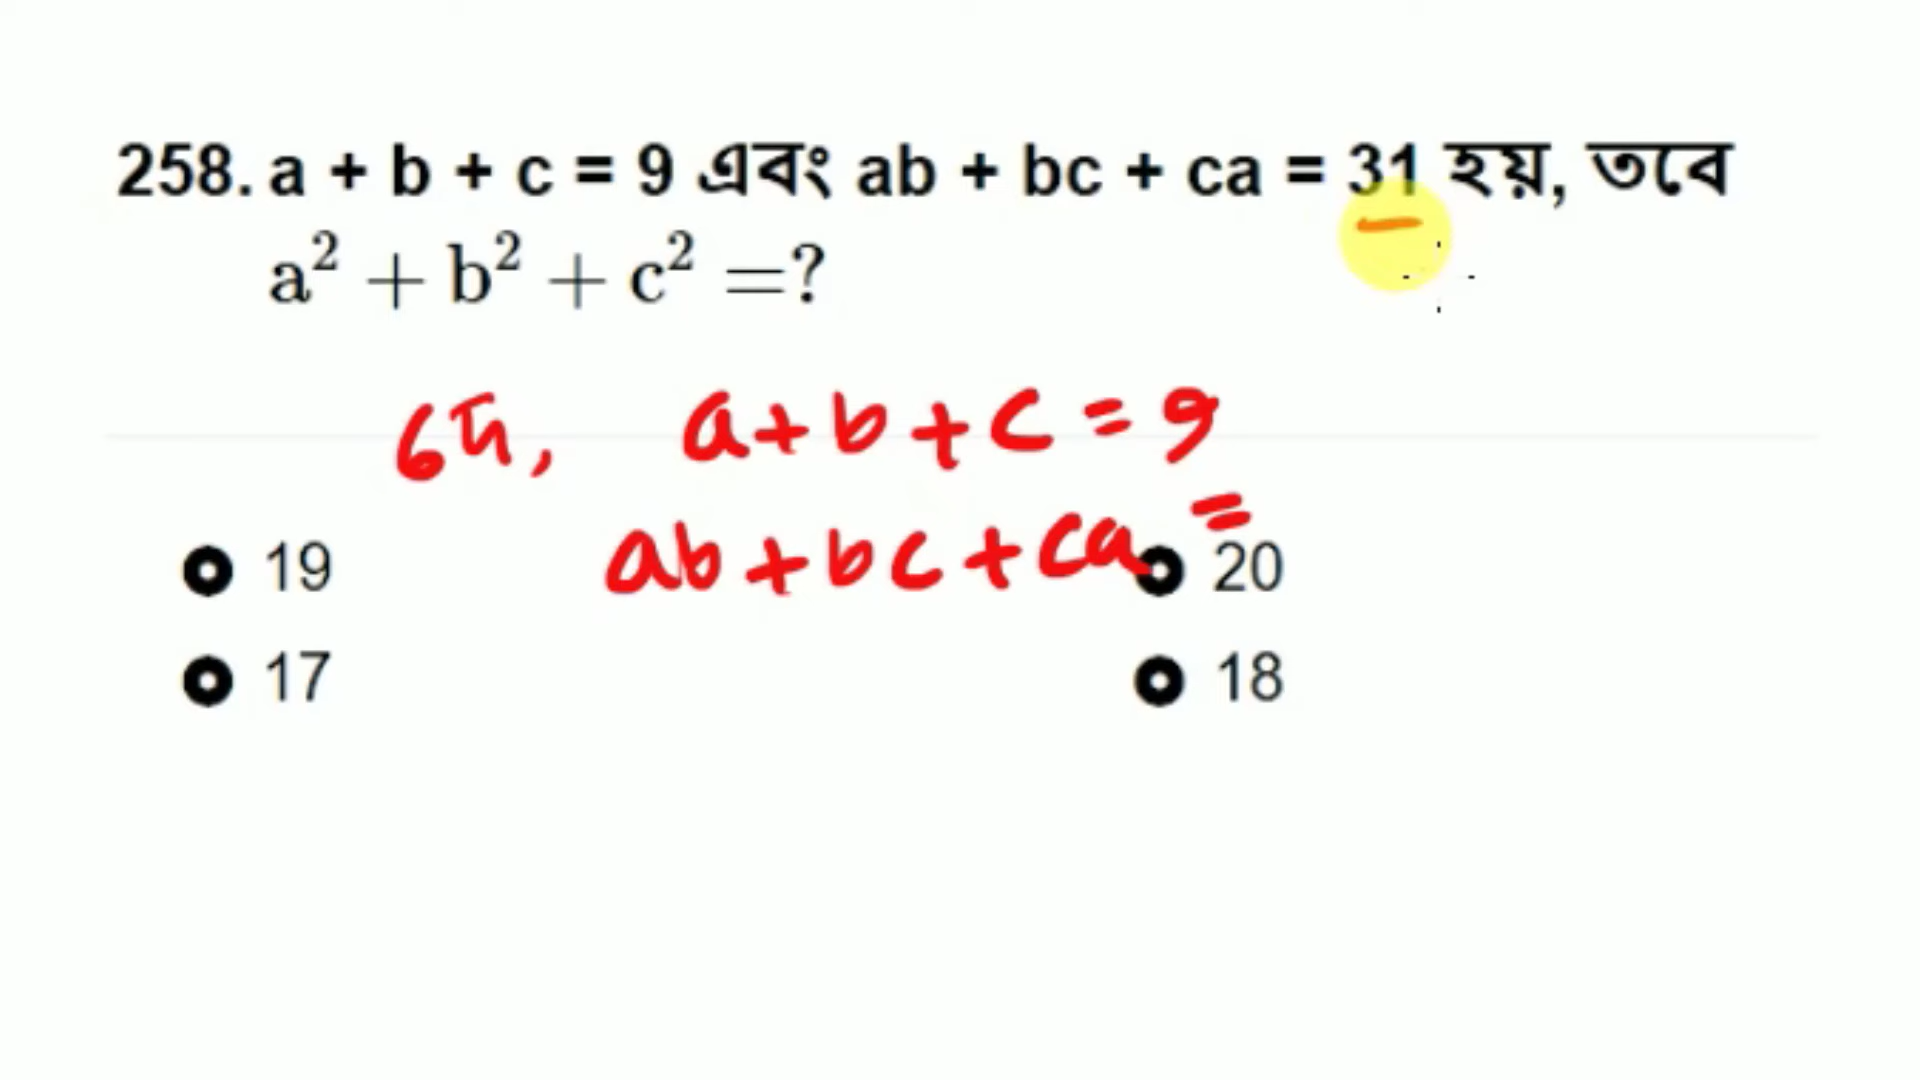 258. a + b + c = 9 এবং ab + bc + ca = 31 হয়, তবে
a² + b² + c² =?
a+b+c = 9
ab+bc+ca =
19
20
17
18